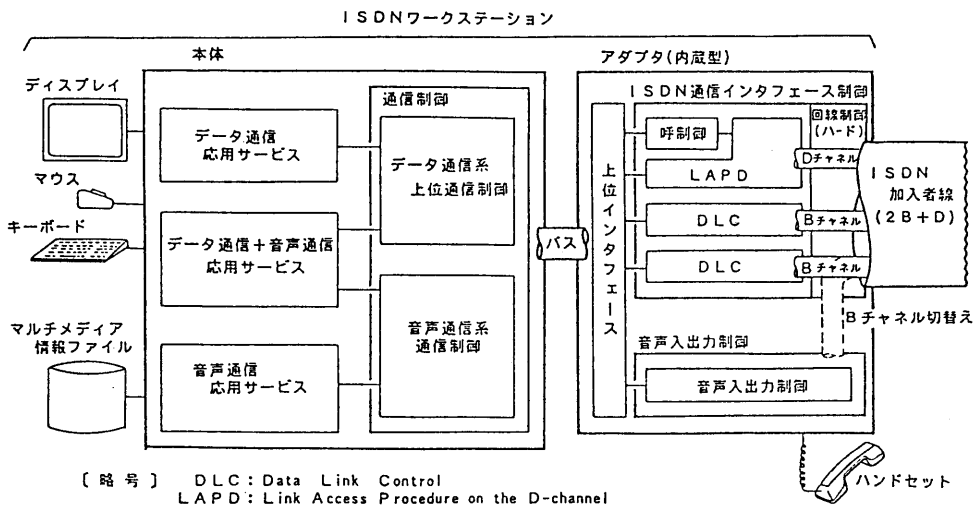 ＩＳＤＮワークステーション
本体
アダプタ(内蔵型)
ディスプレイ
マウス
キーボード
マルチメディア
情報ファイル
データ通信
応用サービス
データ通信＋音声通信
応用サービス
音声通信
応用サービス
通信制御
データ通信系
上位通信制御
音声通信系
通信制御
バス
上位インタフェース
ＩＳＤＮ通信インタフェース制御
回線制御
(ハード)
呼制御
ＬＡＰＤ
ＤＬＣ
ＤＬＣ
Dチャネル
Bチャネル
Bチャネル
ＩＳＤＮ
加入者線
(２Ｂ＋Ｄ)
Bチャネル切替え
音声入出力制御
音声入出力制御
ハンドセット
〔略号〕 ＤＬＣ：Data Link Control
ＬＡＰＤ：Link Access Procedure on the D-channel